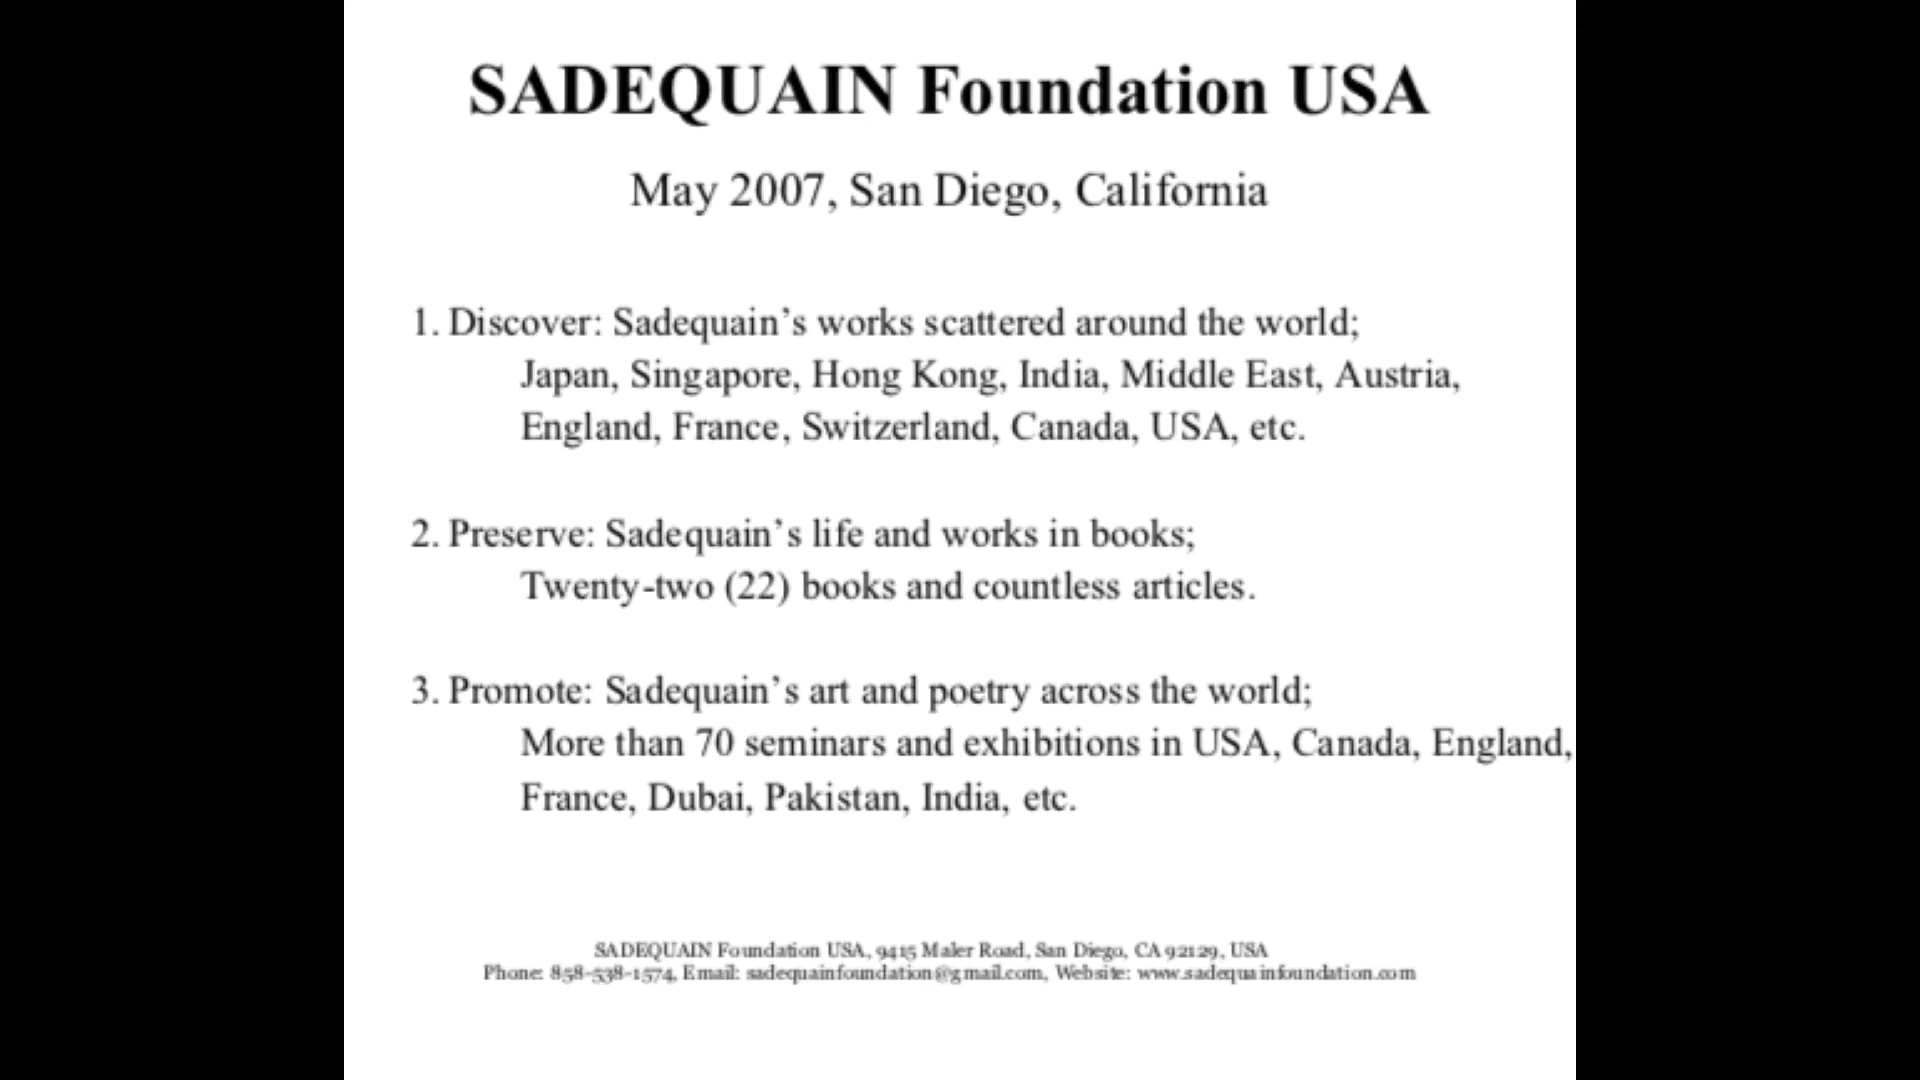 SADEQUAIN Foundation USA
May 2007, San Diego, California
1. Discover: Sadequain’s works scattered around the world;
Japan, Singapore, Hong Kong, India, Middle East, Austria,
England, France, Switzerland, Canada, USA, etc.
2. Preserve: Sadequain’s life and works in books;
Twenty-two (22) books and countless articles.
3. Promote: Sadequain’s art and poetry across the world;
More than 70 seminars and exhibitions in USA, Canada, England,
France, Dubai, Pakistan, India, etc.
SADEQUAIN Foundation USA, 9415 Maler Road, San Diego, CA 92129, USA
Phone: 858-538-1574, Email: sadequainfoundation@gmail.com, Website: www.sadequainfoundation.com